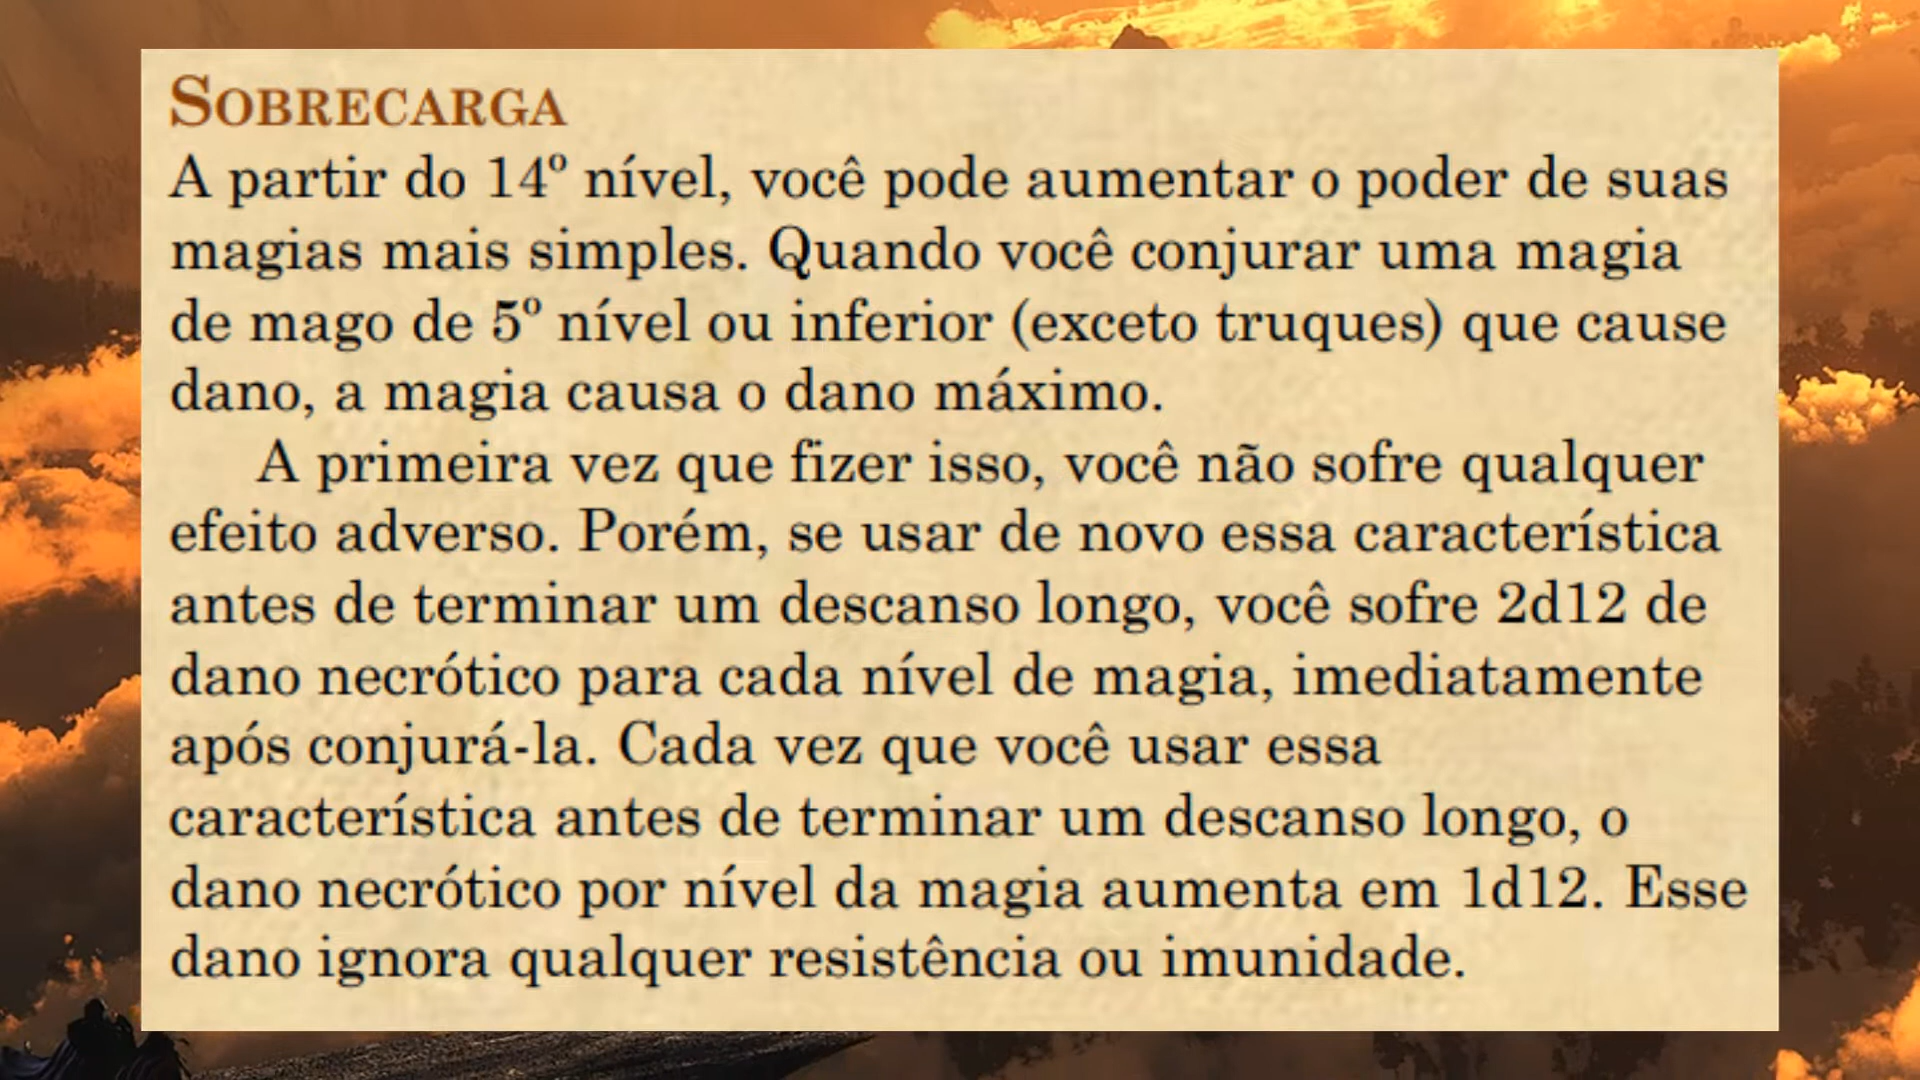 SOBRECARGA
A partir do 14º nível, você pode aumentar o poder de suas
magias mais simples. Quando você conjurar uma magia
de mago de 5º nível ou inferior (exceto truques) que cause
dano, a magia causa o dano máximo.
A primeira vez que fizer isso, você não sofre qualquer
efeito adverso. Porém, se usar de novo essa característica
antes de terminar um descanso longo, você sofre 2d12 de
dano necrótico para cada nível de magia, imediatamente
após conjurá-la. Cada vez que você usar essa
característica antes de terminar um descanso longo, o
dano necrótico por nível da magia aumenta em 1d12. Esse
dano ignora qualquer resistência ou imunidade.